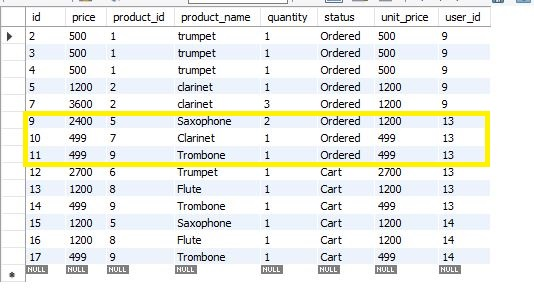 id price product_id product_name quantity status unit_price user_id
2 500 1 trumpet 1 Ordered 500 9
3 500 1 trumpet 1 Ordered 500 9
4 500 1 trumpet 1 Ordered 500 9
5 1200 2 clarinet 1 Ordered 1200 9
7 3600 2 clarinet 3 Ordered 1200 9
9 2400 5 Saxophone 2 Ordered 1200 13
10 499 7 Clarinet 1 Ordered 499 13
11 499 9 Trombone 1 Ordered 499 13
12 2700 6 Trumpet 1 Cart 2700 13
13 1200 8 Flute 1 Cart 1200 13
14 499 9 Trombone 1 Cart 499 13
15 1200 5 Saxophone 1 Cart 1200 14
16 1200 8 Flute 1 Cart 1200 14
17 499 9 Trombone 1 Cart 499 14
NULL NULL NULL NULL NULL NULL NULL NULL